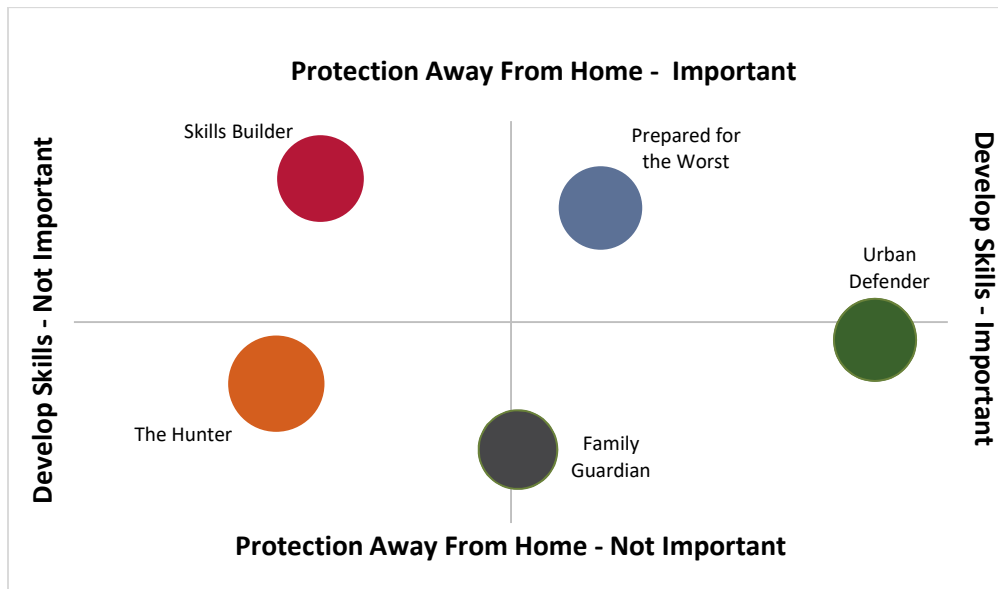 Protection Away From Home -  Important
Skills Builder
Prepared for
the Worst
Develop Skills - Not Important
Develop Skills - Important
Urban
Defender
The Hunter
Family
Guardian
Protection Away From Home - Not Important